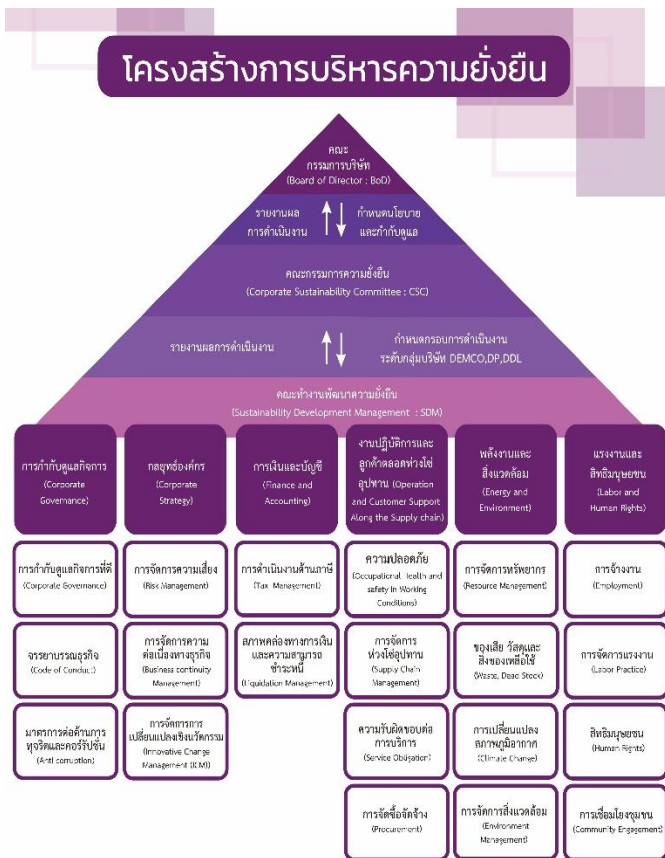 โครงสร้างการบริหารความยั่งยืน
คณะ
กรรมการบริษัท
(Board of Director : BoD)
รายงานผล
การดำเนินงาน
กำหนดนโยบาย
และกำกับดูแล
คณะกรรมการความยั่งยืน
(Corporate Sustainability Committee : CSC)
รายงานผลการดำเนินงาน
กำหนดกรอบการดำเนินงาน
ระดับกลุ่มบริษัท DEMCO,DP,DDL
คณะทำงานพัฒนาความยั่งยืน
(Sustainability Development Management : SDM)
การกำกับดูแลกิจการ
(Corporate
Governance)
กลยุทธ์องค์กร
(Corporate
Strategy)
การเงินและบัญชี
(Finance and
Accounting)
งานปฏิบัติการและ
ลูกค้าตลอดห่วงโซ่
อุปทาน (Operation
and Customer Support
Along the Supply chain)
พลังงานและ
สิ่งแวดล้อม
(Energy and
Environment)
แรงงานและ
สิทธิมนุษยชน
(Labor and
Human Rights)
การกำกับดูแลกิจการที่ดี
(Corporate Governance)
จรรยาบรรณธุรกิจ
(Code of Conduct)
มาตรการต่อต้านการ
ทุจริตและคอร์รัปชั่น
(Anti corruption)
การจัดการความเสี่ยง
(Risk Management)
การจัดการความ
ต่อเนื่องทางธุรกิจ
(Business continuity
Management)
การจัดการการ
เปลี่ยนแปลงเชิงนวัตกรรม
(Innovative Change
Management (ICM))
การดำเนินงานด้านภาษี
(Tax Management)
สภาพคล่องทางการเงิน
และความสามารถ
ชำระหนี้
(Liquidation Management)
ความปลอดภัย
(Occupational Health and
safety in Working
Conditions)
การจัดการ
ห่วงโซ่อุปทาน
(Supply Chain
Management)
ความรับผิดชอบต่อ
การบริการ
(Service Obligation)
การจัดซื้อจัดจ้าง
(Procurement)
การจัดการทรัพยากร
(Resource Management)
ของเสีย วัสดุและ
สิ่งของเหลือใช้
(Waste, Dead Stock)
การเปลี่ยนแปลง
สภาพภูมิอากาศ
(Climate Change)
การจัดการสิ่งแวดล้อม
(Environment
Management)
การจ้างงาน
(Employment)
การจัดการแรงงาน
(Labor Practice)
สิทธิมนุษยชน
(Human Rights)
การเชื่อมโยงชุมชน
(Community Engagement)